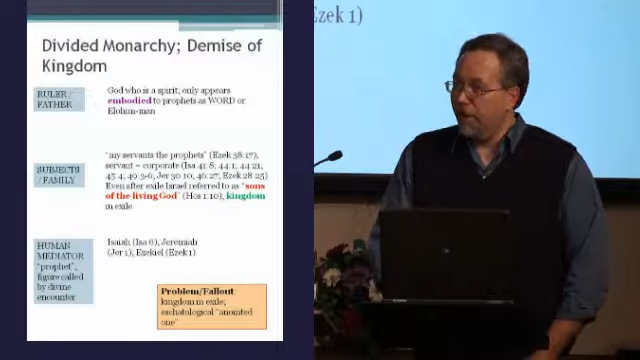 Ezek 1)
Divided Monarchy; Demise of
Kingdom
RULER /
FATHER
God who is a spirit, only appears
embodied to prophets as WORD or
Elohim-man
SUBJECTS
/ FAMILY
"my servants the prophets" (Ezek 38:17),
servant = corporate (Isa 41:8; 44:1, 44:21,
45:4, 49:3-6, Jer 30:10, 46:27, Ezek 28:25)
Even after exile Israel referred to as "sons
of the living God" (Hos 1:10); kingdom
in exile
HUMAN
MEDIATOR
"prophet",
figure called
by divine
encounter
Isaiah (Isa 6), Jeremiah
(Jer 1), Ezekiel (Ezek 1)
Problem/Fallout
kingdom in exile;
eschatological "anointed
one"